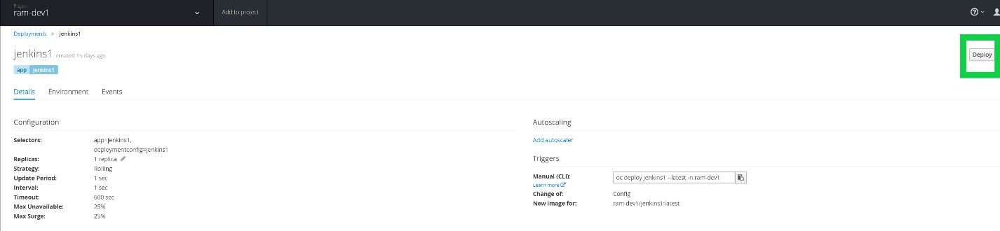 Project
ram-dev1
Add to project
Deployments » jenkins1
jenkins1 created 15 days ago
Deploy
app jenkins1
Details Environment Events
Configuration
Selectors: app=jenkins1,
deploymentconfig=jenkins1
Replicas: 1 replica
Strategy: Rolling
Update Period: 1 sec
Interval: 1 sec
Timeout: 600 sec
Max Unavailable: 25%
Max Surge: 25%
Autoscaling
Add autoscaler
Triggers
Manual (CLI): oc deploy jenkins1 --latest -n ram-dev1
Learn more
Change of: Config
New image for: ram-dev1/jenkins1:latest